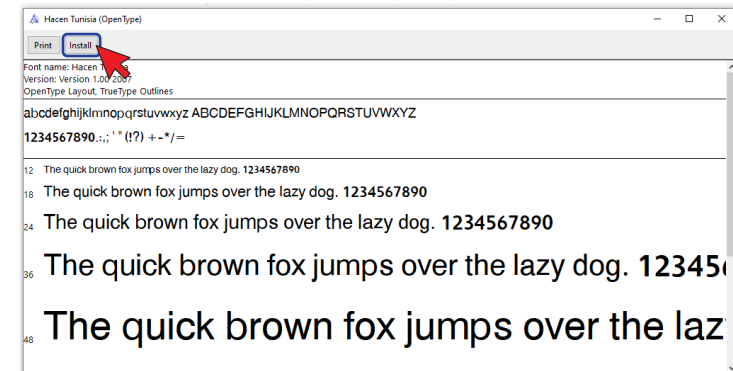 Hacen Tunisia (OpenType)
Print Install
Font name: Hacen T a
Version: Version 1.00 2007
OpenType Layout, TrueType Outlines
abcdefghijklmnopqrstuvwxyz ABCDEFGHIJKLMNOPQRSTUVWXYZ
1234567890.:,; ' " (!?) +-*/=
12 The quick brown fox jumps over the lazy dog. 1234567890
18 The quick brown fox jumps over the lazy dog. 1234567890
24 The quick brown fox jumps over the lazy dog. 1234567890
36 The quick brown fox jumps over the lazy dog. 12345
48 The quick brown fox jumps over the laz